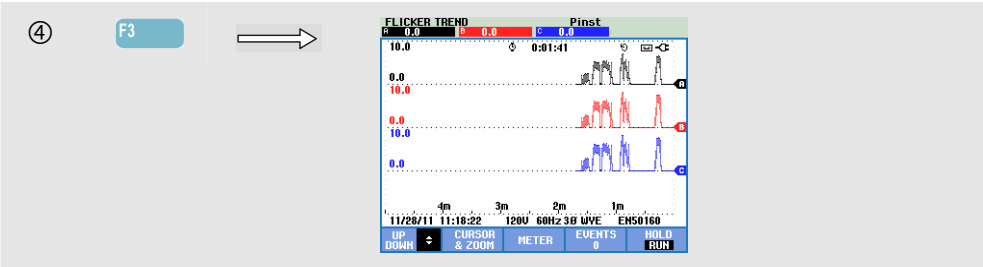 ④ F3
FLICKER TREND Pinst
A 0.0 B 0.0 C 0.0
10.0 0:01:41
0.0 A
10.0
0.0 B
10.0
0.0 C
4m 3m 2m 1m
11/28/11 11:18:22 120V 60Hz 3Ø WYE EN50160
UP DOWN CURSOR & ZOOM METER EVENTS 0 HOLD RUN